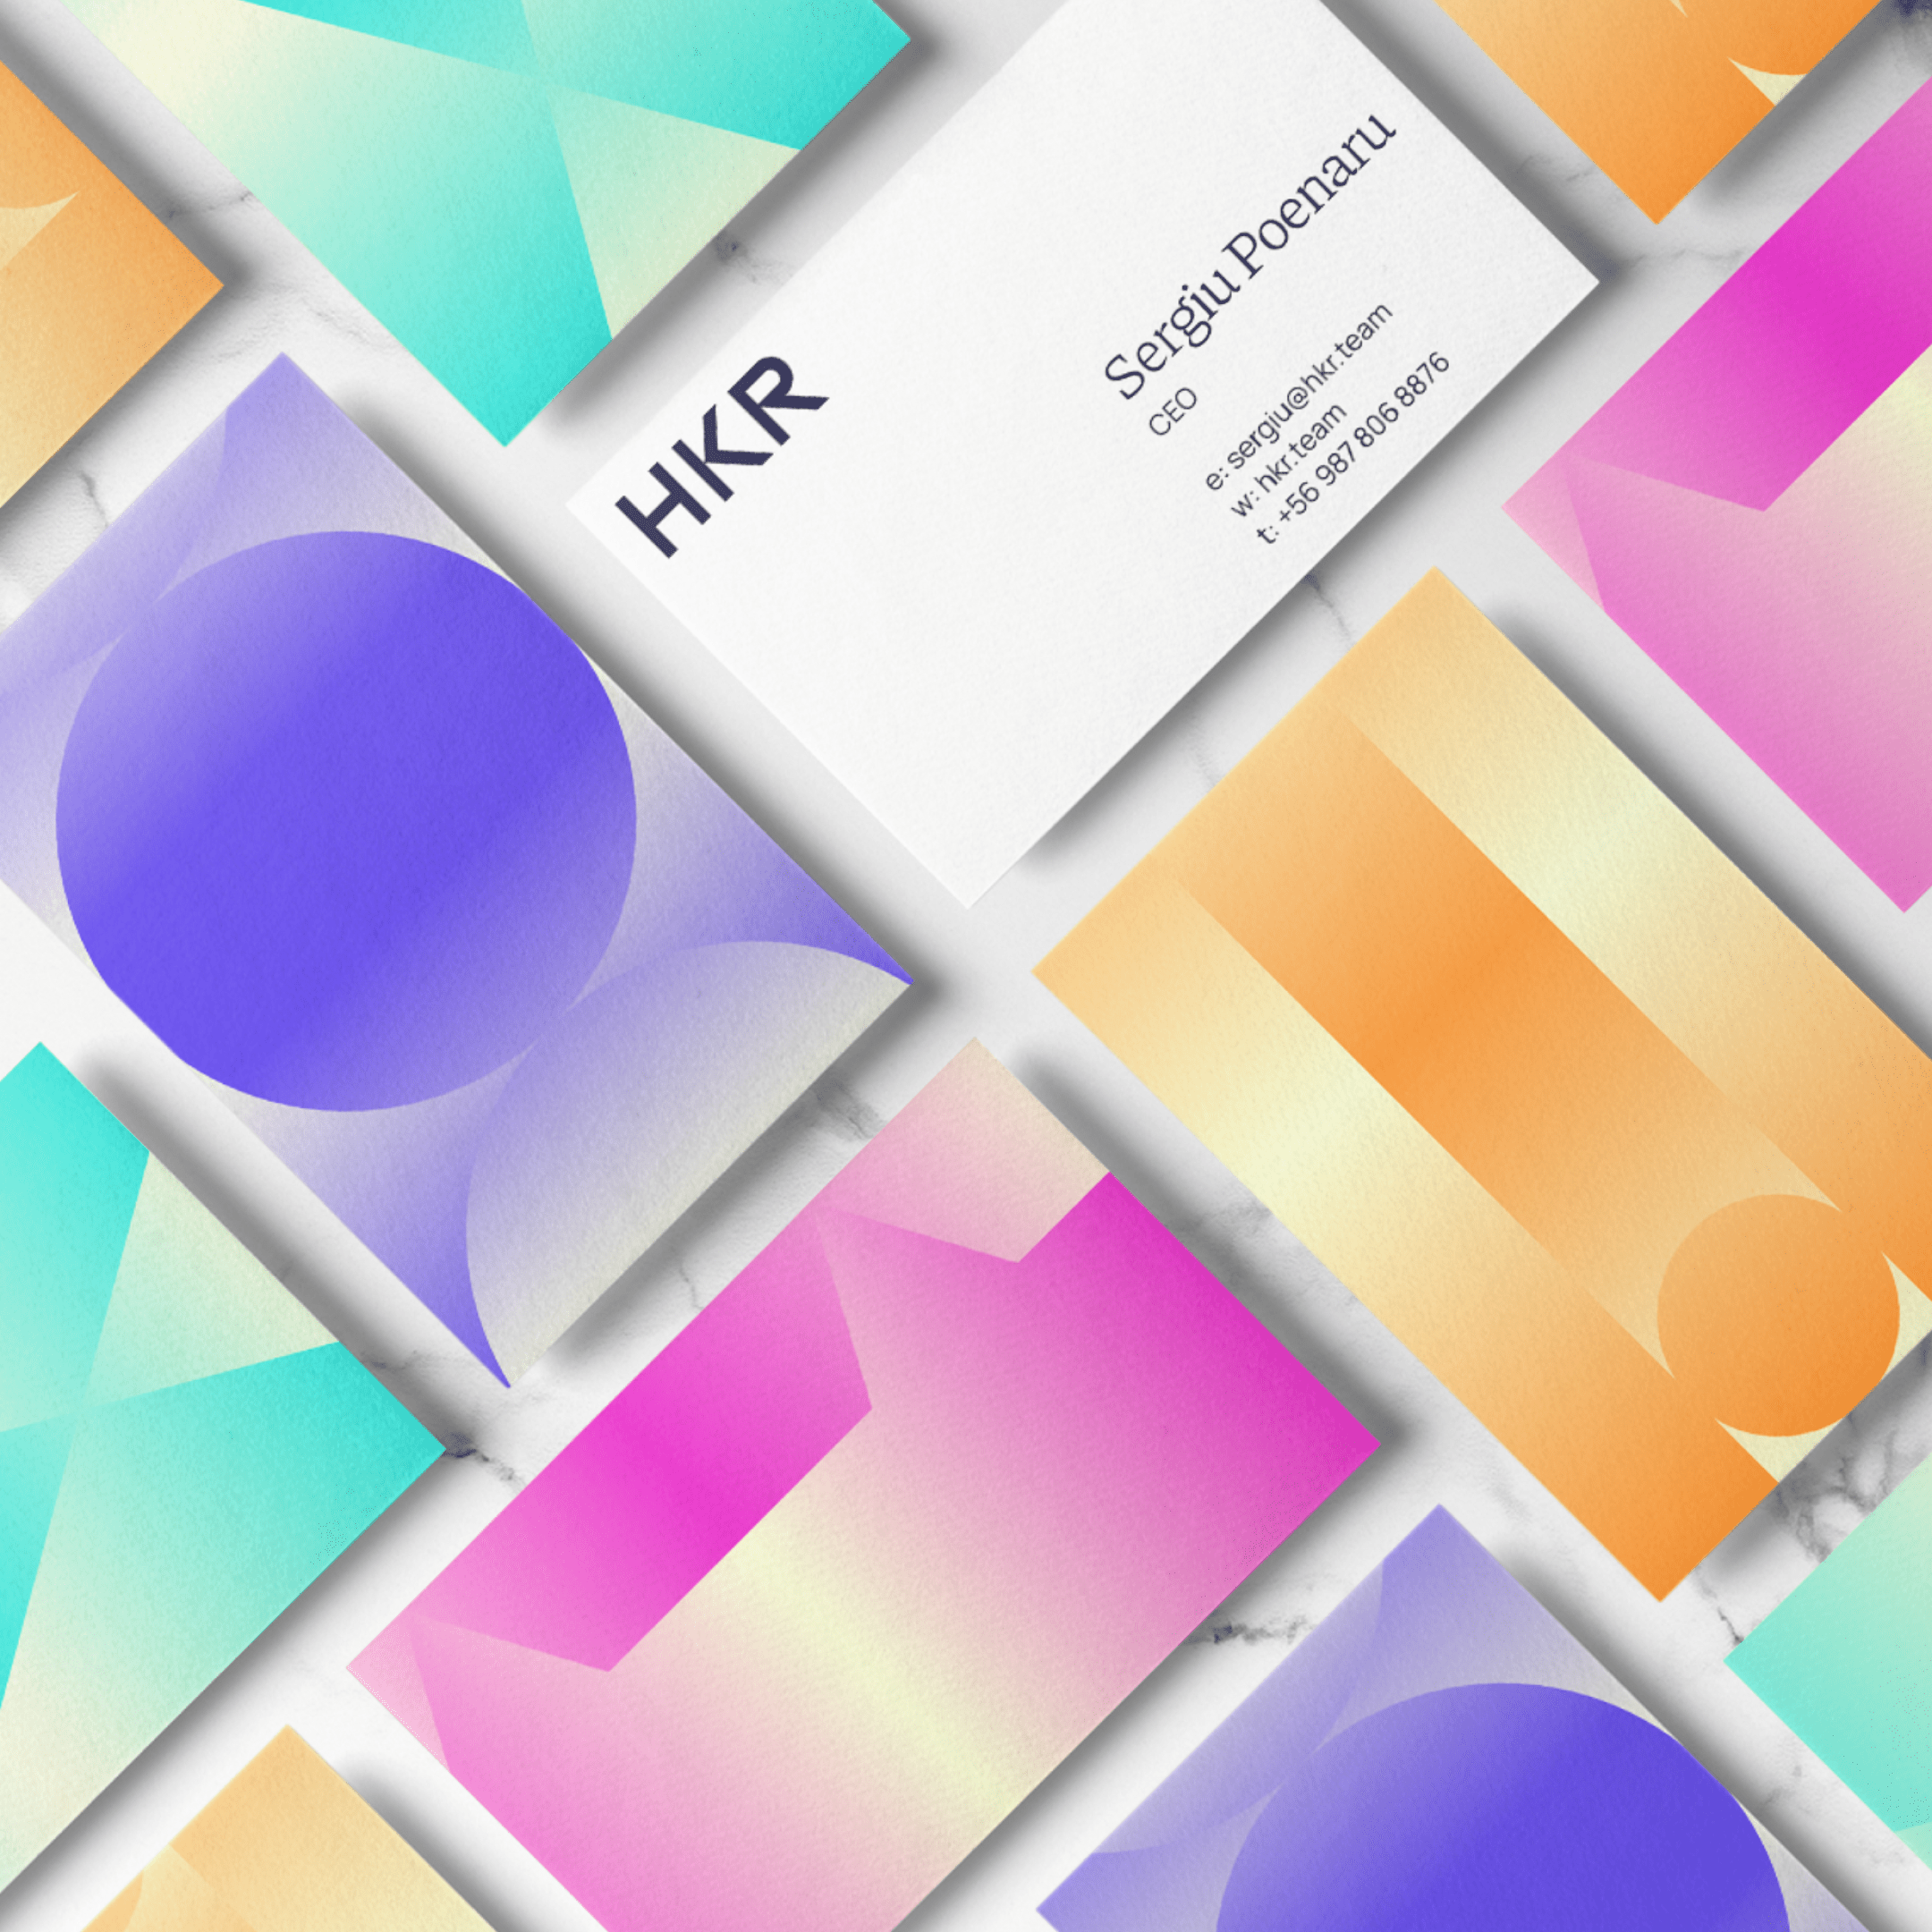 HKR
Sergiu Poenaru
CEO
e: sergiu@hkr.team
w: hkr.team
t: +56 987 806 8876